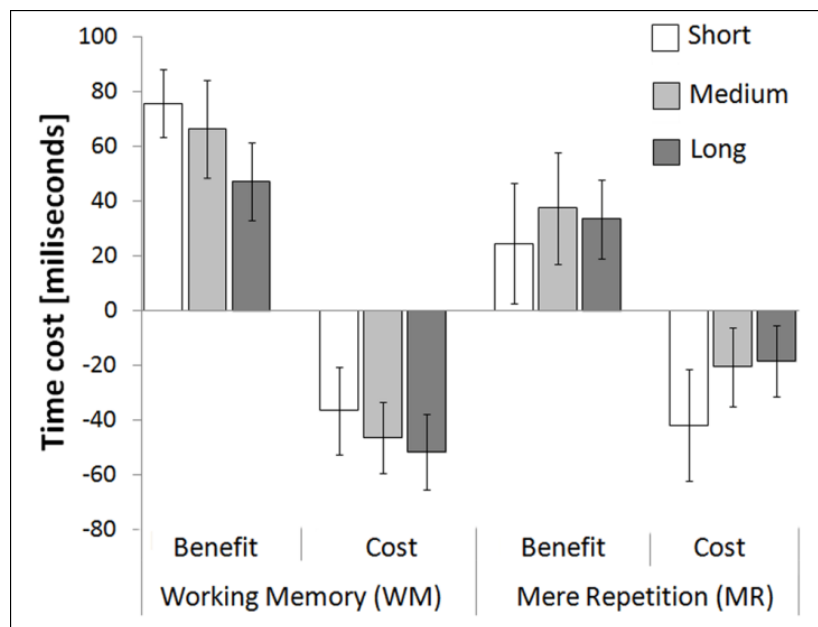 Time cost [miliseconds]
100
80
60
40
20
0
-20
-40
-60
-80
Short
Medium
Long
Benefit Cost Benefit Cost
Working Memory (WM) Mere Repetition (MR)